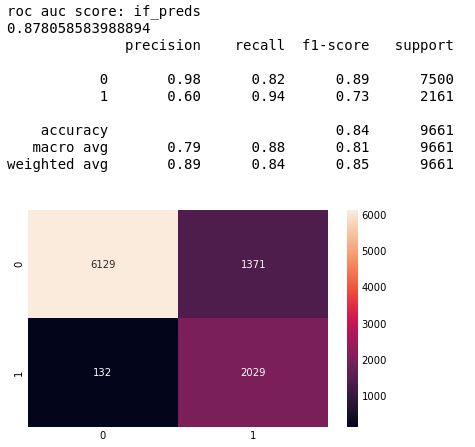 roc auc score: if_preds
0.878058583988894
precision recall f1-score support
0 0.98 0.82 0.89 7500
1 0.60 0.94 0.73 2161
accuracy 0.84 9661
macro avg 0.79 0.88 0.81 9661
weighted avg 0.89 0.84 0.85 9661
6000
5000
4000
3000
2000
1000
0 6129 1371
1 132 2029
0 1